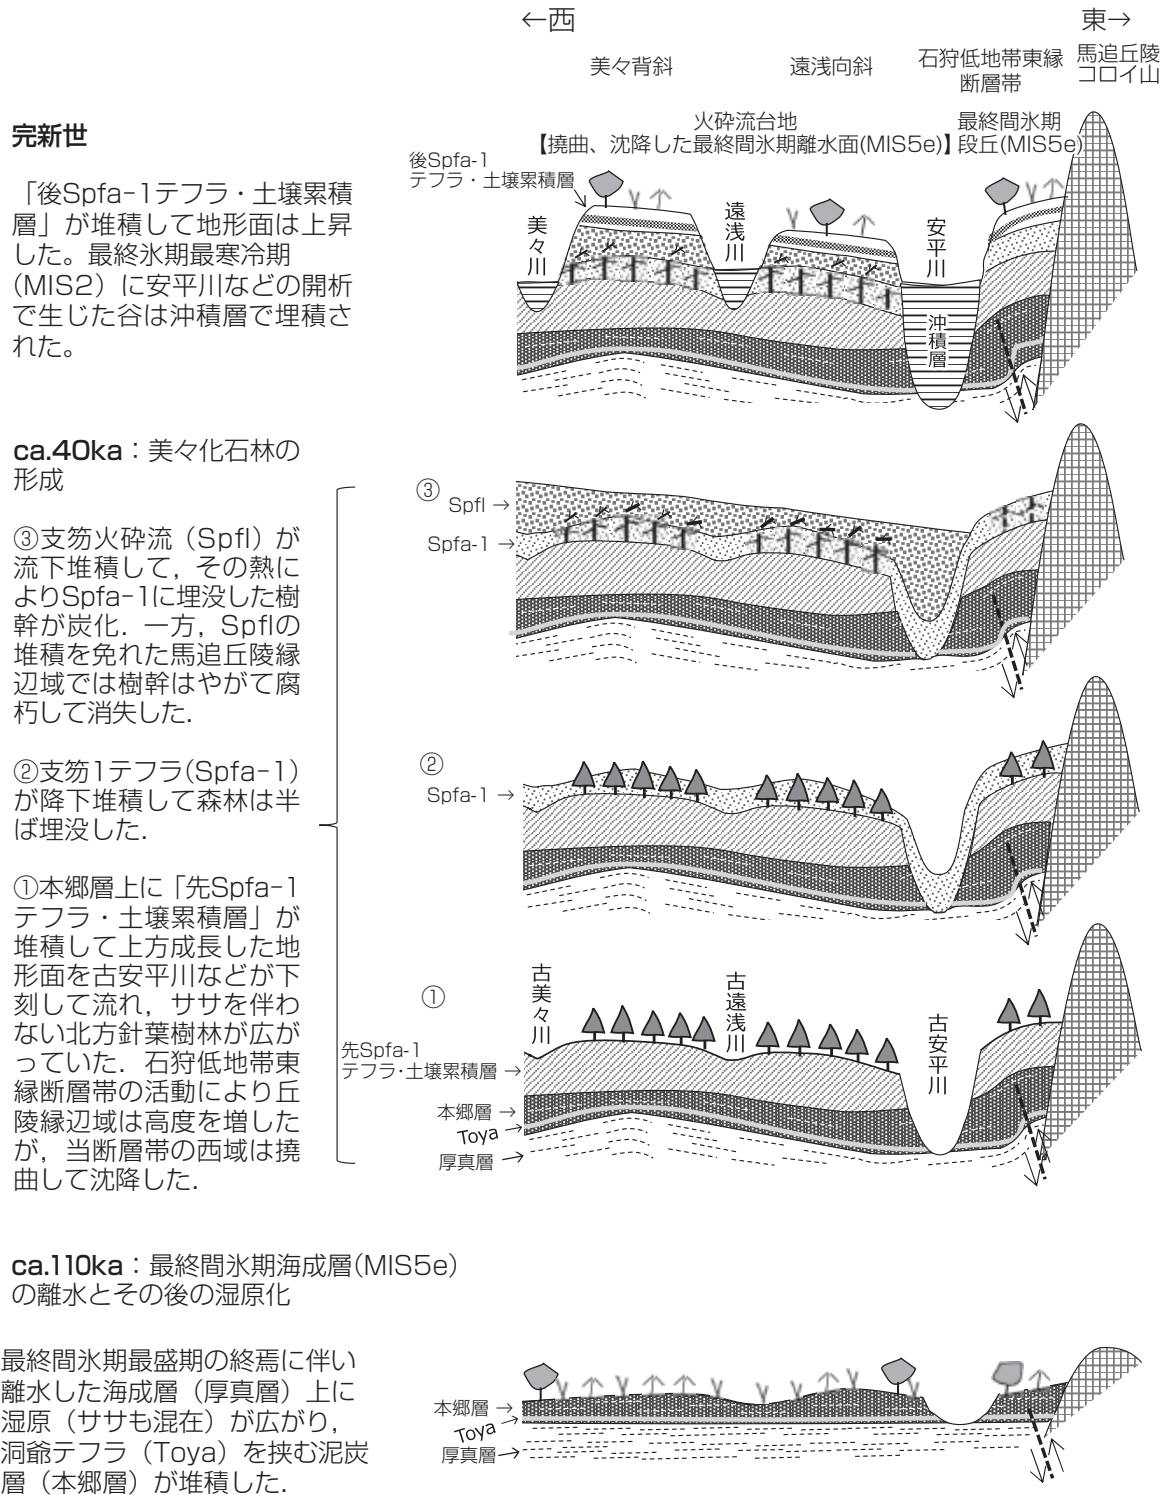 ←西
東→
美々背斜
遠浅向斜
石狩低地帯東縁
断層帯
馬追丘陵
コロイ山
火砕流台地
【撓曲、沈降した最終間氷期離水面(MIS5e)】
最終間氷期
段丘(MIS5e)
完新世
「後Spfa-1テフラ・土壌累積
層」が堆積して地形面は上昇
した。最終氷期最寒冷期
(MIS2）に安平川などの開析
で生じた谷は沖積層で埋積さ
れた。
後Spfa-1
テフラ・土壌累積層
美々川
遠浅川
安平川
沖積層
ca.40ka：美々化石林の
形成
③支笏火砕流（Spfl）が
流下堆積して，その熱に
よりSpfa-1に埋没した樹
幹が炭化．一方，Spflの
堆積を免れた馬追丘陵縁
辺域では樹幹はやがて腐
朽して消失した．
③
Spfl→
Spfa-1→
②支笏1テフラ(Spfa-1)
が降下堆積して森林は半
ば埋没した．
②
Spfa-1→
①本郷層上に「先Spfa-1
テフラ・土壌累積層」が
堆積して上方成長した地
形面を古安平川などが下
刻して流れ，ササを伴わ
ない北方針葉樹林が広が
っていた．石狩低地帯東
縁断層帯の活動により丘
陵縁辺域は高度を増した
が，当断層帯の西域は撓
曲して沈降した．
①
古美々川
古遠浅川
古安平川
先Spfa-1
テフラ・土壌累積層→
本郷層→
Toya→
厚真層→
ca.110ka：最終間氷期海成層(MIS5e)
の離水とその後の湿原化
最終間氷期最盛期の終焉に伴い
離水した海成層（厚真層）上に
湿原（ササも混在）が広がり，
洞爺テフラ（Toya）を挟む泥炭
層（本郷層）が堆積した．
本郷層→
Toya→
厚真層→